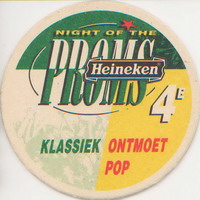 NIGHT OF THE
PROMS
Heineken
4E
KLASSIEK ONTMOET
POP